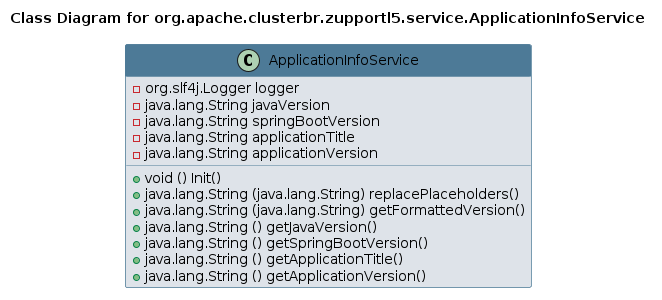 Class Diagram for org.apache.clusterbr.zupportl5.service.ApplicationInfoService
C ApplicationInfoService
org.slf4j.Logger logger
java.lang.String javaVersion
java.lang.String springBootVersion
java.lang.String applicationTitle
java.lang.String applicationVersion
void () Init()
java.lang.String (java.lang.String) replacePlaceholders()
java.lang.String (java.lang.String) getFormattedVersion()
java.lang.String () getJavaVersion()
java.lang.String () getSpringBootVersion()
java.lang.String () getApplicationTitle()
java.lang.String () getApplicationVersion()